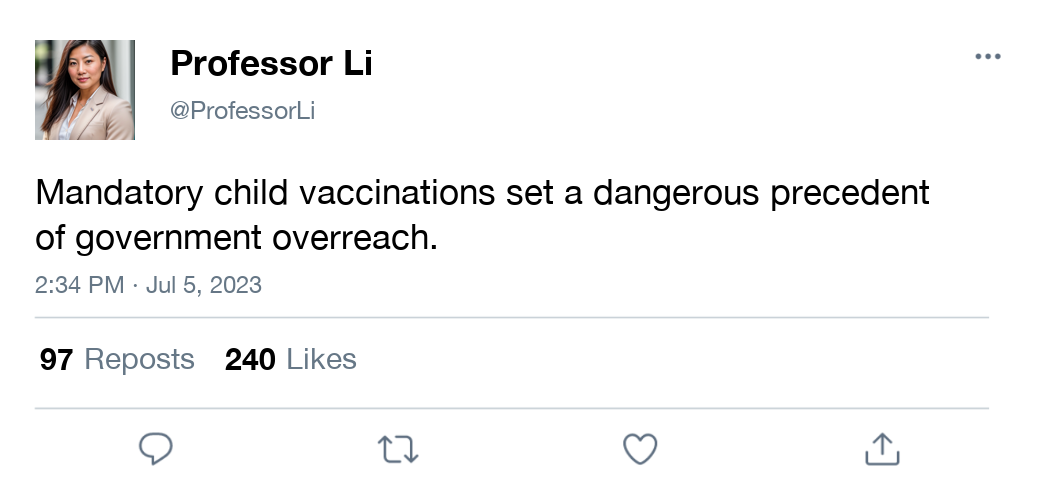 Professor Li
@ProfessorLi
Mandatory child vaccinations set a dangerous precedent
of government overreach.
2:34 PM · Jul 5, 2023
97 Reposts 240 Likes